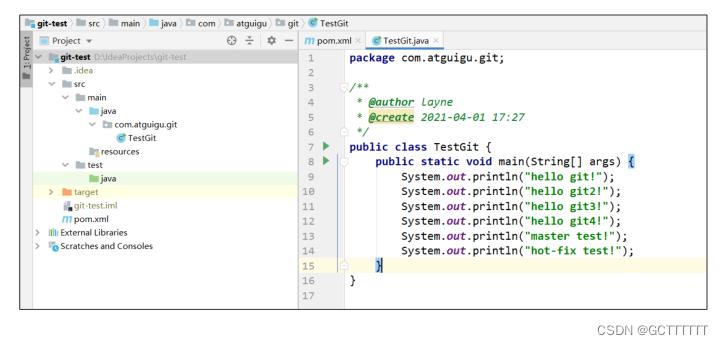 git-test src main java com atguigu git TestGit
1: Project
Project
m pom.xml × TestGit.java ×
git-test D:\IdeaProjects\git-test
.idea
src
main
java
com.atguigu.git
TestGit
resources
test
java
target
git-test.iml
pom.xml
External Libraries
Scratches and Consoles
1 package com.atguigu.git;
2
3 /**
4 * @author layne
5 * @create 2021-04-01 17:27
6 */
7 public class TestGit {
8 public static void main(String[] args) {
9 System.out.println("hello git!");
10 System.out.println("hello git2!");
11 System.out.println("hello git3!");
12 System.out.println("hello git4!");
13 System.out.println("master test!");
14 System.out.println("hot-fix test!");
15 }
16 }
17
CSDN @GCTTTTTT